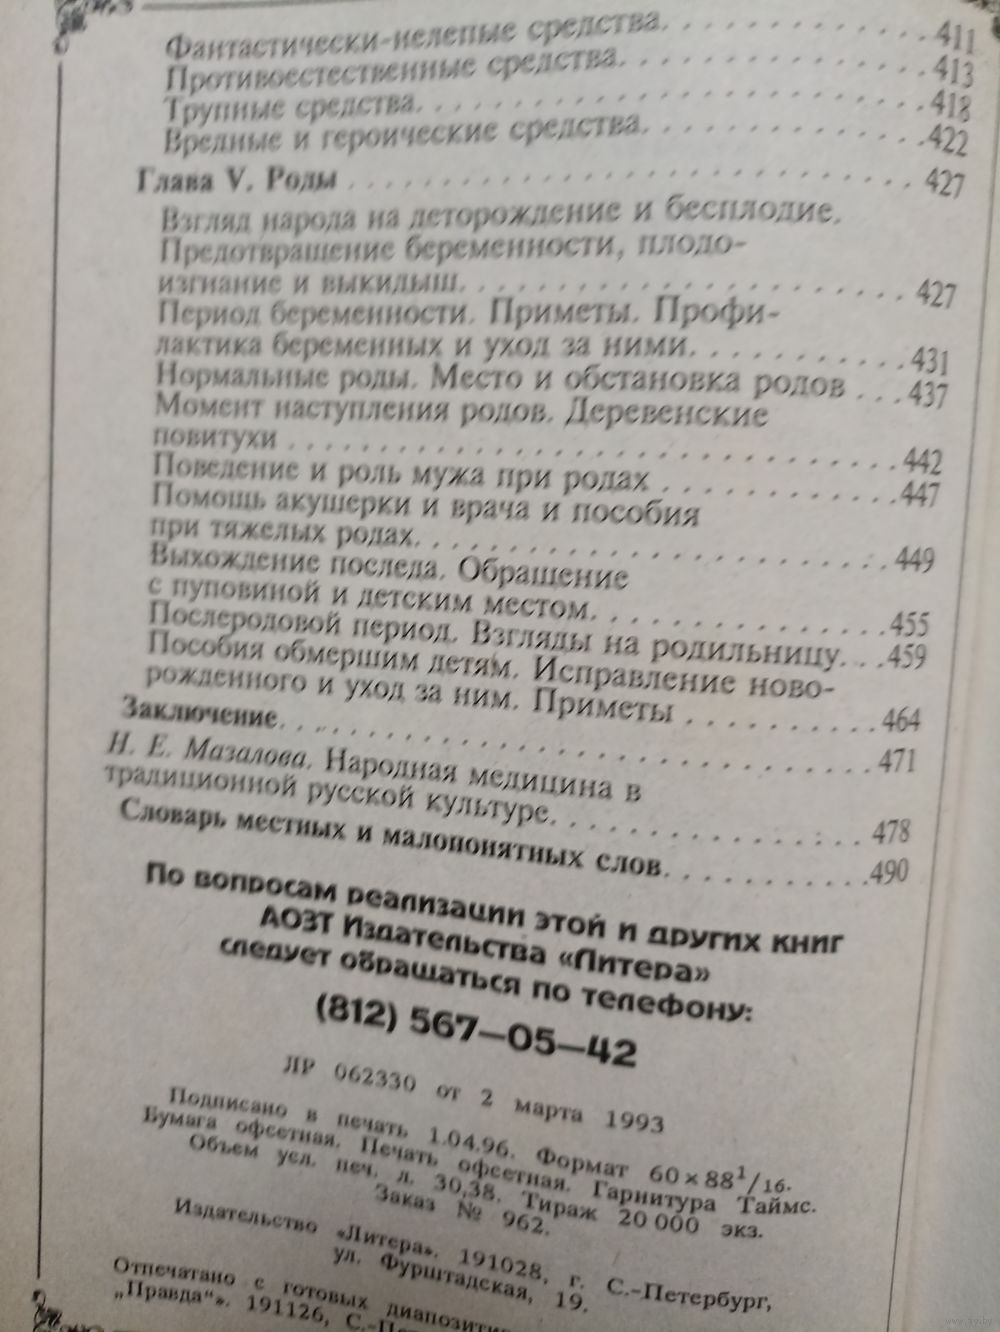 Фантастически-нелепые средства. . . . . . . . . . . . 411
Противоестественные средства. . . . . . . . . . . . . 413
Трупные средства. . . . . . . . . . . . . . . . . . . . . . 418
Вредные и героические средства. . . . . . . . . . . . 422
Глава V. Роды . . . . . . . . . . . . . . . . . . . . . . . . 427
Взгляд народа на деторождение и бесплодие.
Предотвращение беременности, плодо-
изгнание и выкидыш. . . . . . . . . . . . . . . . . . . . 427
Период беременности. Приметы. Профи-
лактика беременных и уход за ними. . . . . . . . . . 431
Нормальные роды. Место и обстановка родов . . . 437
Момент наступления родов. Деревенские
повитухи . . . . . . . . . . . . . . . . . . . . . . . . . . . 442
Поведение и роль мужа при родах . . . . . . . . . . . 447
Помощь акушерки и врача и пособия
при тяжелых родах. . . . . . . . . . . . . . . . . . . . . 449
Выхождение последа. Обращение
с пуповиной и детским местом. . . . . . . . . . . . . . 455
Послеродовой период. Взгляды на родильницу. . . 459
Пособия обмершим детям. Исправление ново-
рожденного и уход за ним. Приметы . . . . . . . . . . 464
Заключение. . . . . . . . . . . . . . . . . . . . . . . . . . 471
Н. Е. Мазалова. Народная медицина в
традиционной русской культуре. . . . . . . . . . . . . 478
Словарь местных и малопонятных слов. . . . . . . . 490
По вопросам реализации этой и других книг
АОЗТ Издательства «Литера»
следует обращаться по телефону:
(812) 567—05—42
ЛР 062330 от 2 марта 1993
Подписано в печать 1.04.96. Формат 60 × 88 1/16.
Бумага офсетная. Печать офсетная. Гарнитура Таймс.
Объем усл. печ. л. 30,38. Тираж 20 000 экз.
Заказ № 962.
Издательство «Литера». 191028, г. С.-Петербург,
ул. Фурштадская, 19.
Отпечатано с готовых диапозити
„Правда“». 191126, С.-Пе